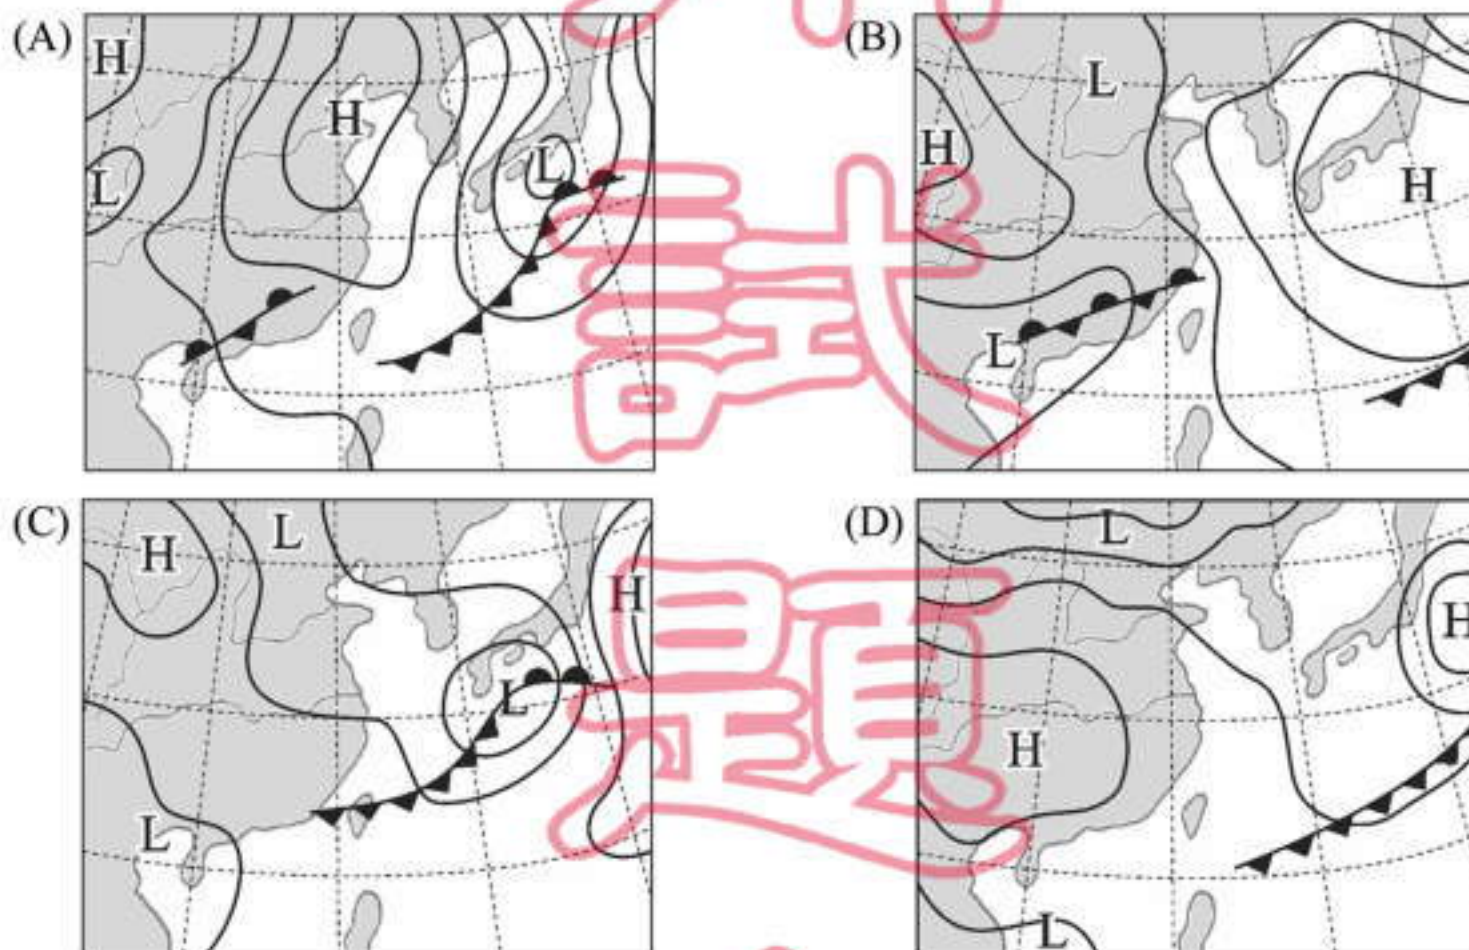 (A) H H L L
(B) L H H L
試
(C) H L H L L
(D) L H H L
題